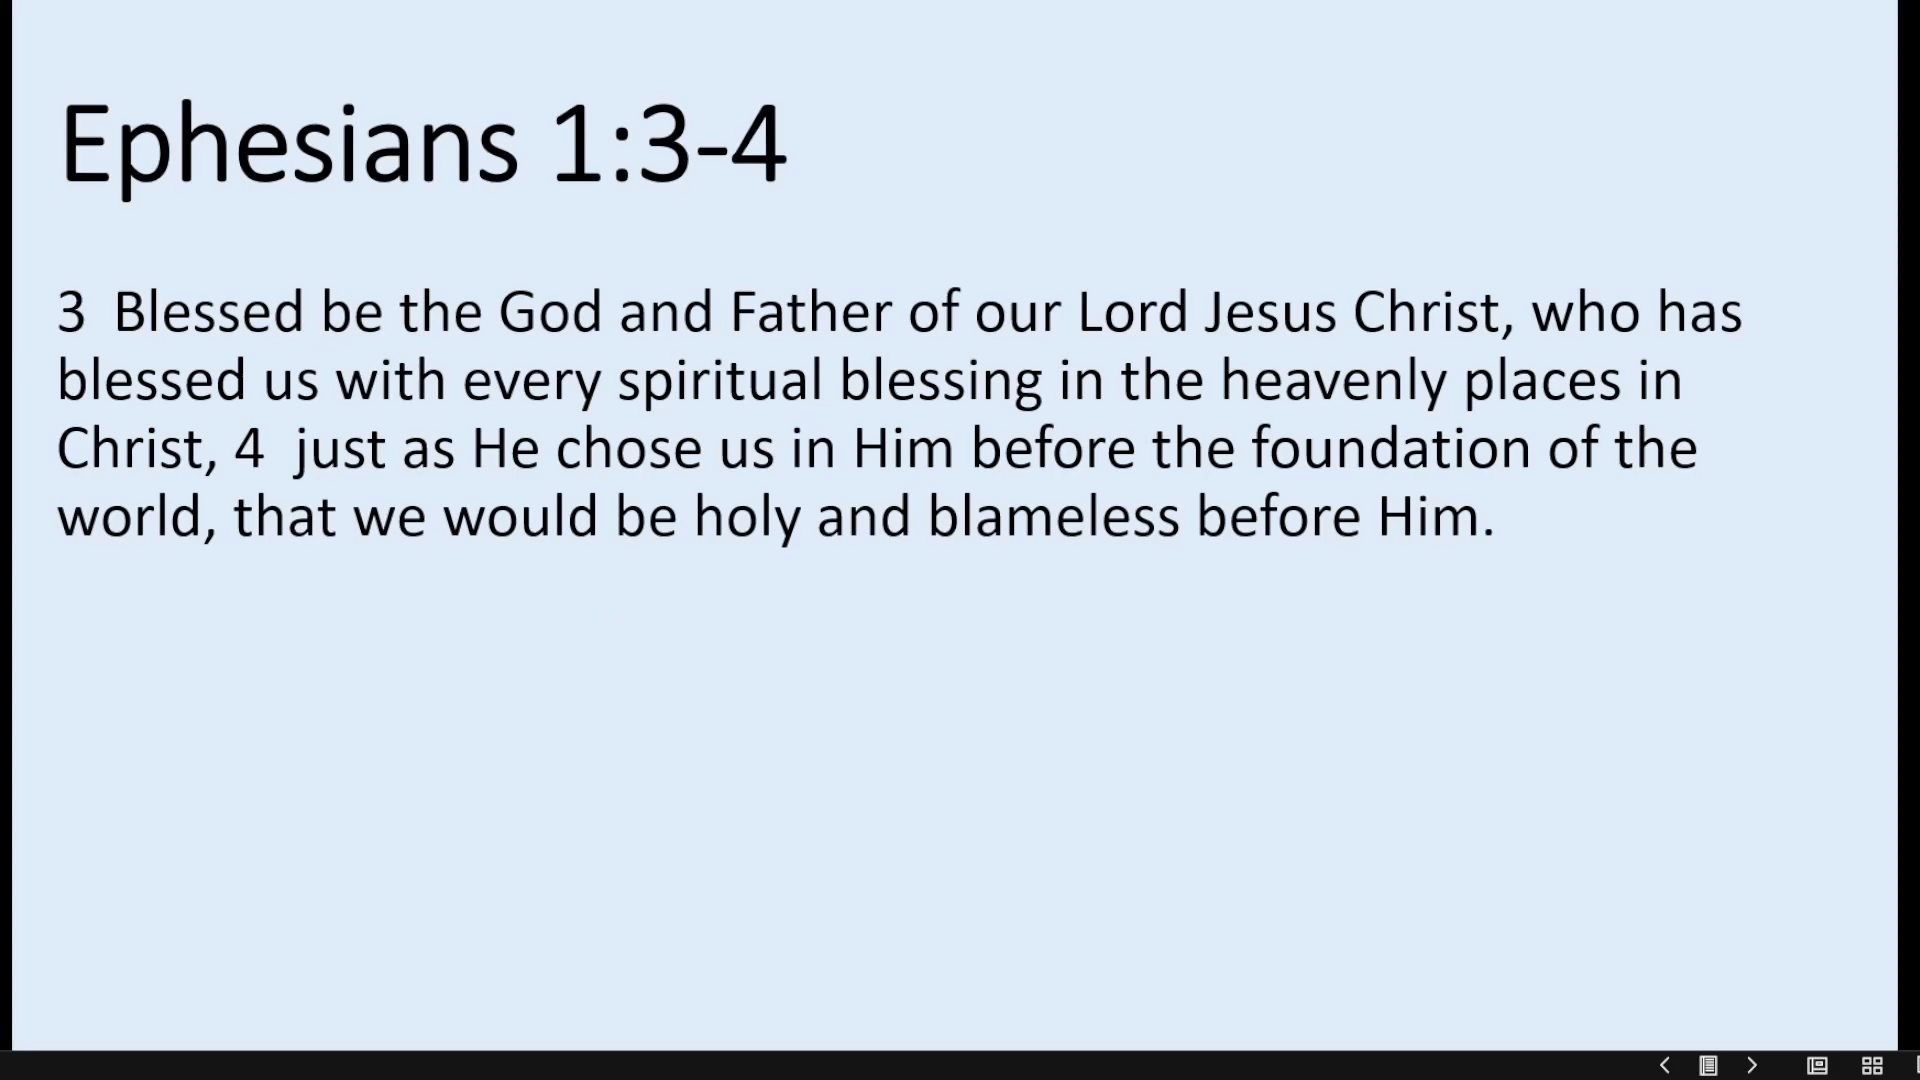 Ephesians 1:3-4
3  Blessed be the God and Father of our Lord Jesus Christ, who has
blessed us with every spiritual blessing in the heavenly places in
Christ, 4  just as He chose us in Him before the foundation of the
world, that we would be holy and blameless before Him.